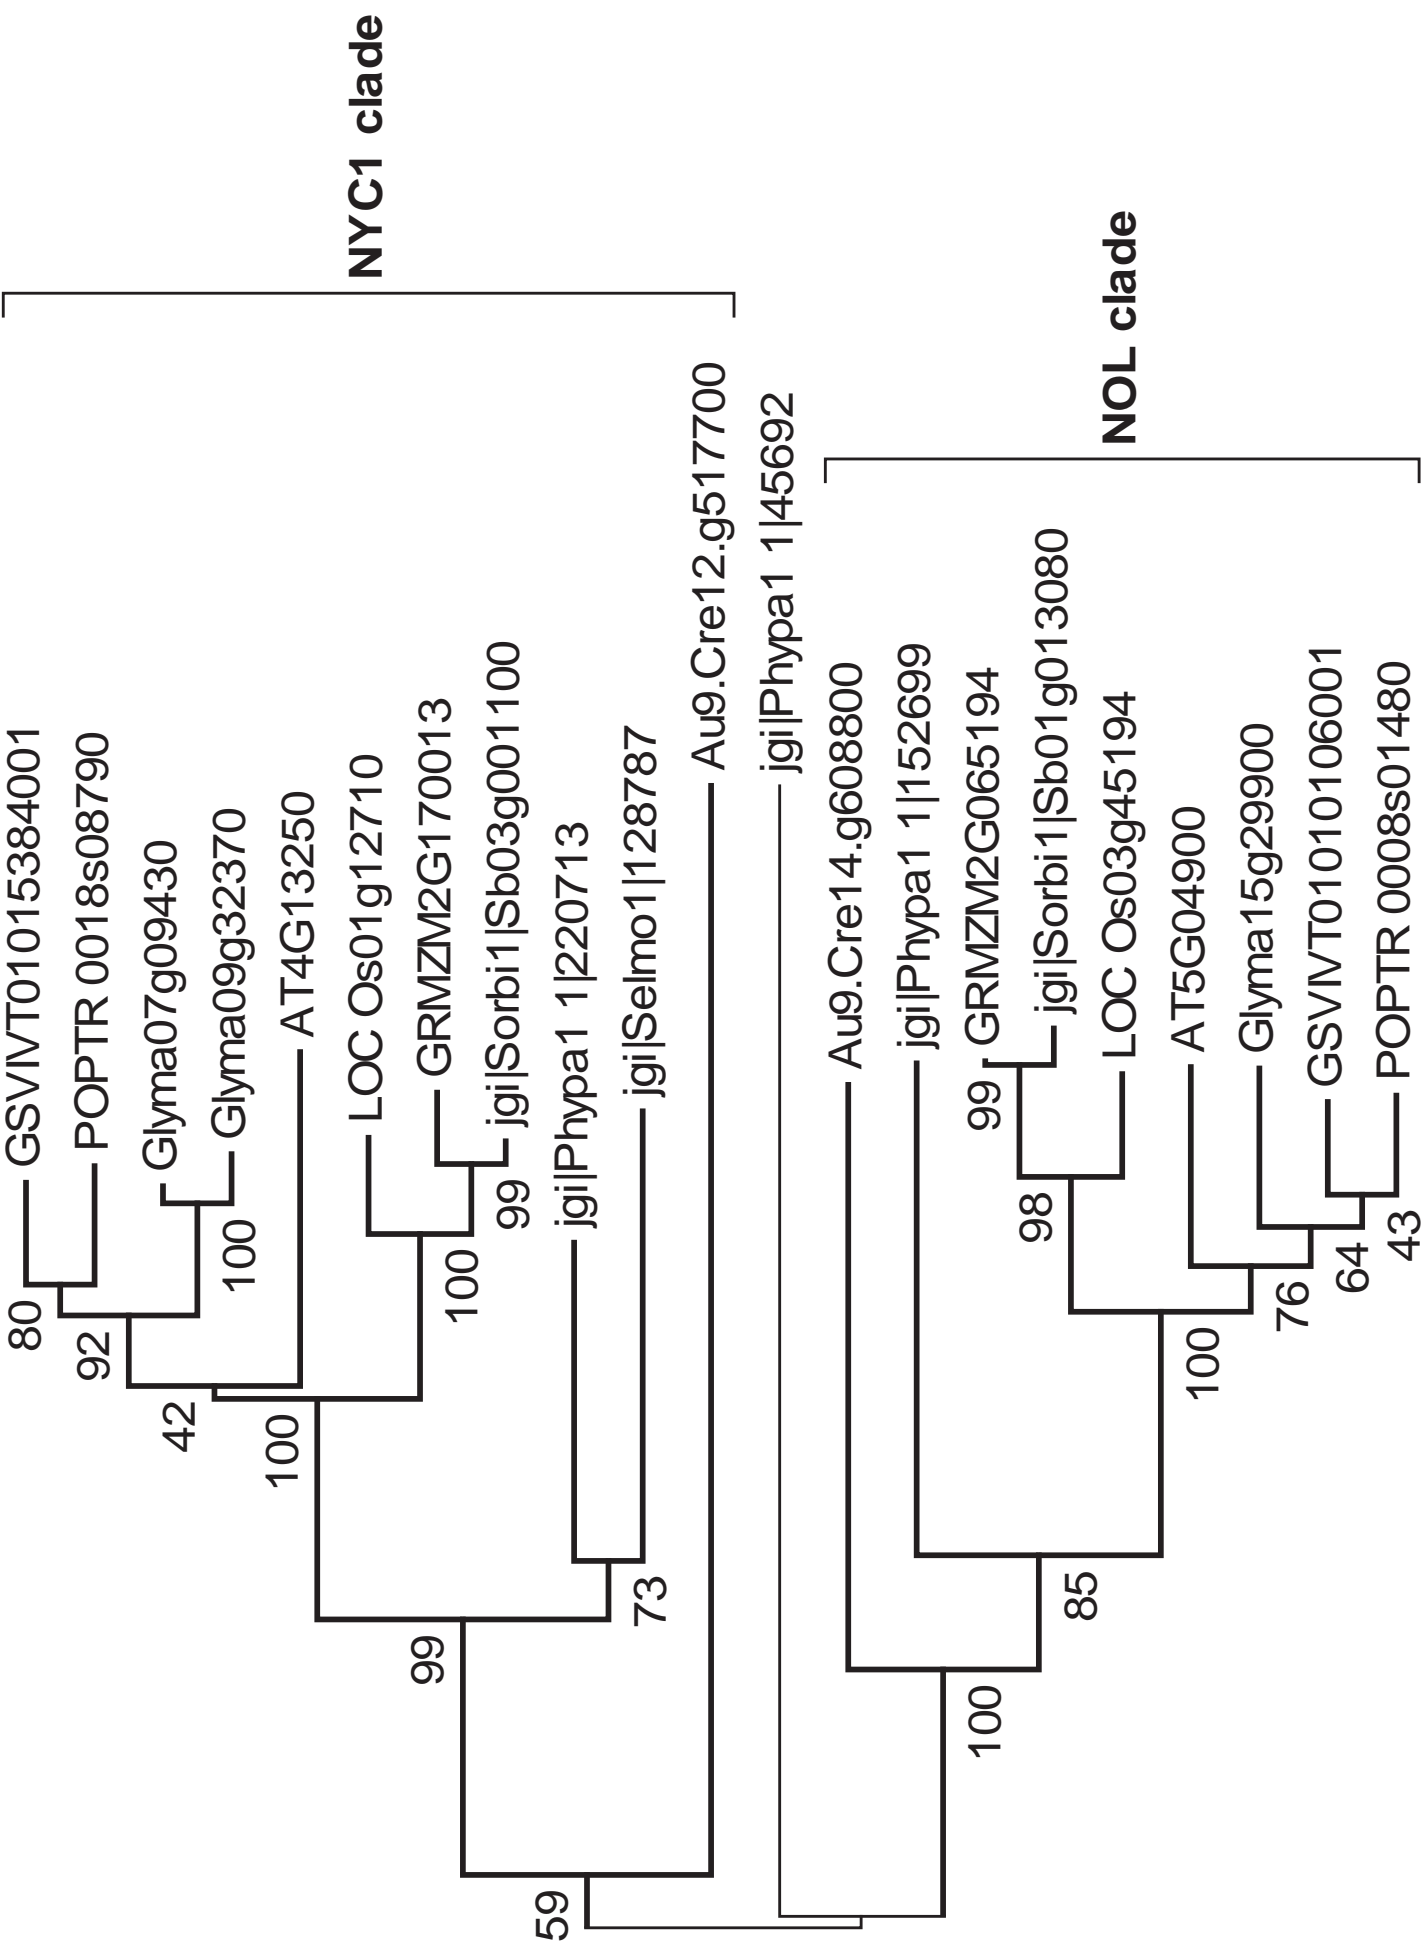 GSVIVT01015384001
POPTR 0018s08790
Glyma07g09430
Glyma09g32370
AT4G13250
LOC Os01g12710
GRMZM2G170013
jgi|Sorbi1|Sb03g001100
jgi|Phypa1 1|220713
jgi|Selmo1|128787
Au9.Cre12.g517700
jgi|Phypa1 1|45692
Au9.Cre14.g608800
jgi|Phypa1 1|152699
GRMZM2G065194
jgi|Sorbi1|Sb01g013080
LOC Os03g45194
AT5G04900
Glyma15g29900
GSVIVT01010106001
POPTR 0008s01480
80
92
100
42
100
100
99
99
73
59
99
98
100
76
64
43
85
100
NYC1 clade
NOL clade